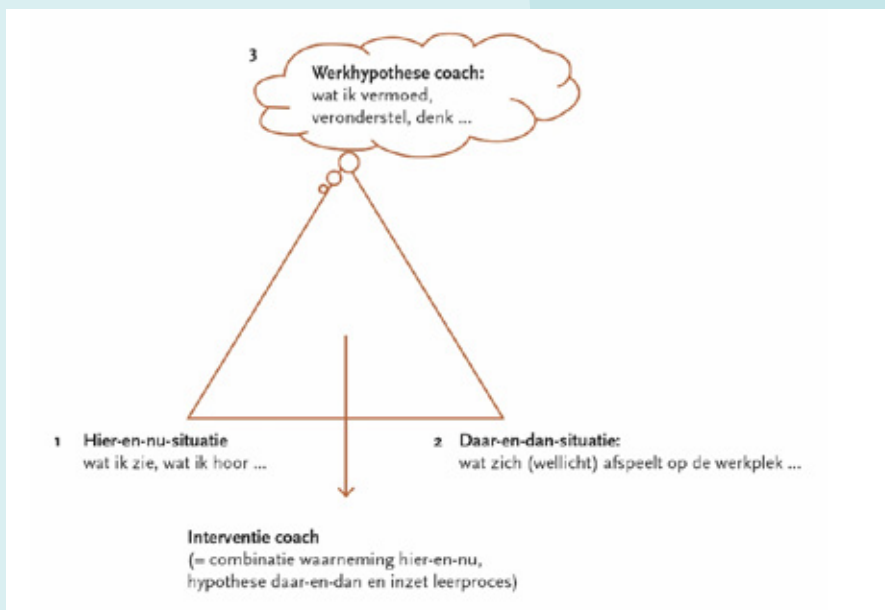 3
Werkhypothese coach:
wat ik vermoed,
veronderstel, denk ...
1 Hier-en-nu-situatie
wat ik zie, wat ik hoor ...
2 Daar-en-dan-situatie:
wat zich (wellicht) afspeelt op de werkplek ...
Interventie coach
(= combinatie waarneming hier-en-nu,
hypothese daar-en-dan en inzet leerproces)